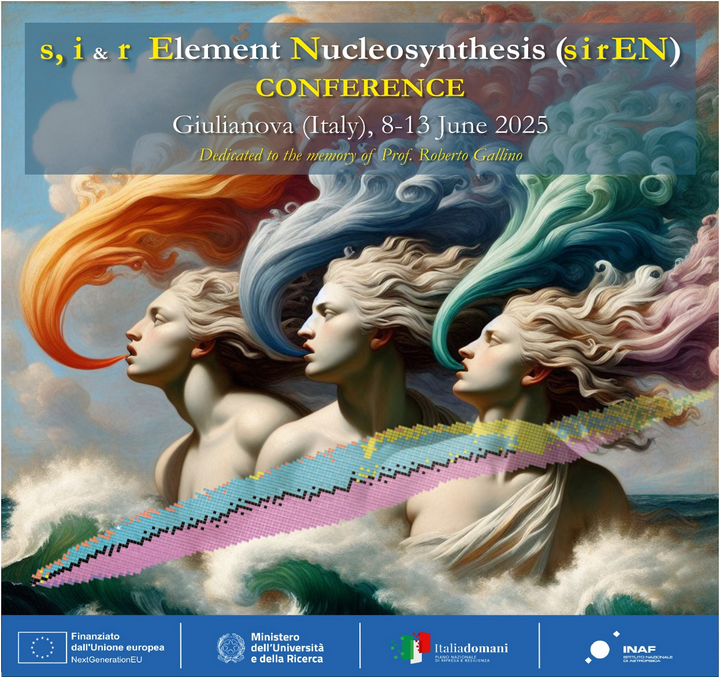 s, i & r Element Nucleosynthesis (sirEN)
CONFERENCE
Giulianova (Italy), 8-13 June 2025
Dedicated to the memory of Prof. Roberto Gallino
Finanziato
dall'Unione europea
NextGenerationEU
Ministero
dell'Università
e della Ricerca
Italiadomani
PIANO NAZIONALE
DI RIPRESA E RESILIENZA
INAF
ISTITUTO NAZIONALE
DI ASTROFISICA